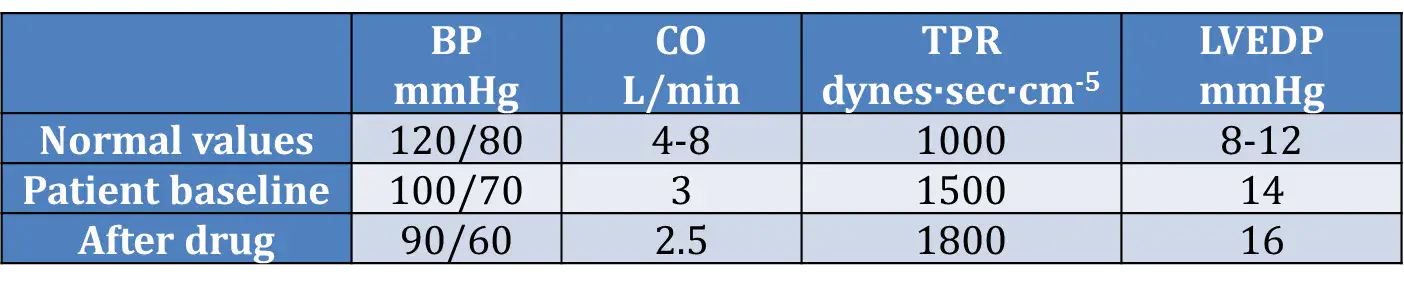 BP mmHg CO L/min TPR dynes·sec·cm-5 LVEDP mmHg
Normal values 120/80 4-8 1000 8-12
Patient baseline 100/70 3 1500 14
After drug 90/60 2.5 1800 16